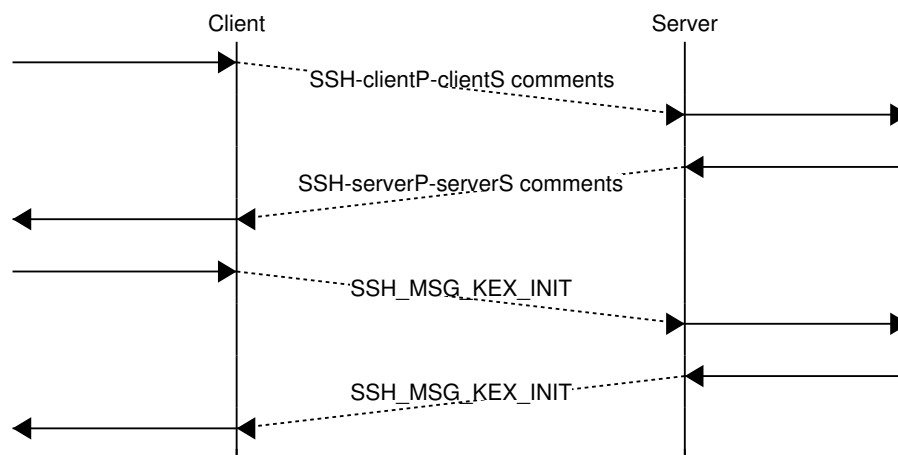 Client
Server
SSH-clientP-clientS comments
SSH-serverP-serverS comments
SSH_MSG_KEX_INIT
SSH_MSG_KEX_INIT